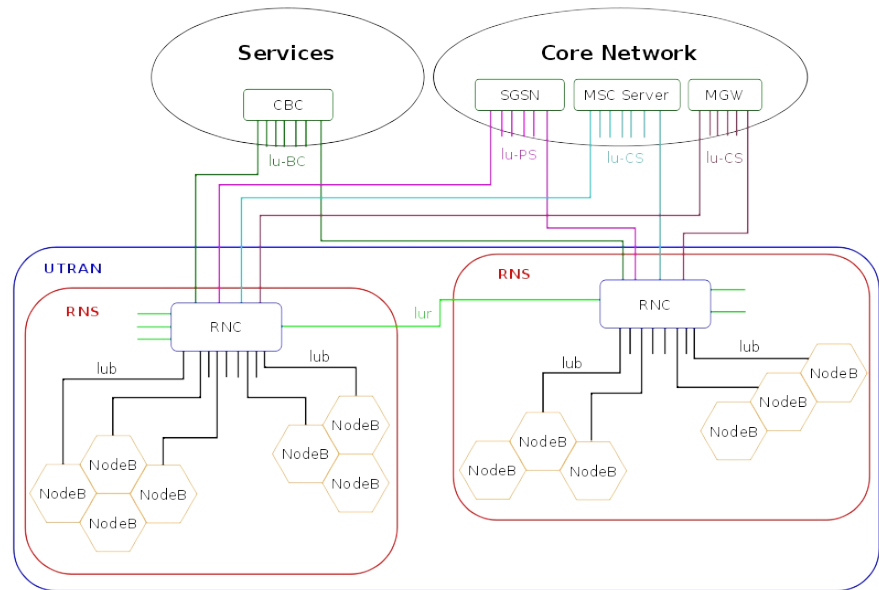 Services
Core Network
CBC
SGSN
MSC Server
MGW
lu-BC
lu-PS
lu-CS
lu-CS
UTRAN
RNS
RNS
RNC
RNC
lur
lub
lub
lub
lub
NodeB
NodeB
NodeB
NodeB
NodeB
NodeB
NodeB
NodeB
NodeB
NodeB
NodeB
NodeB
NodeB